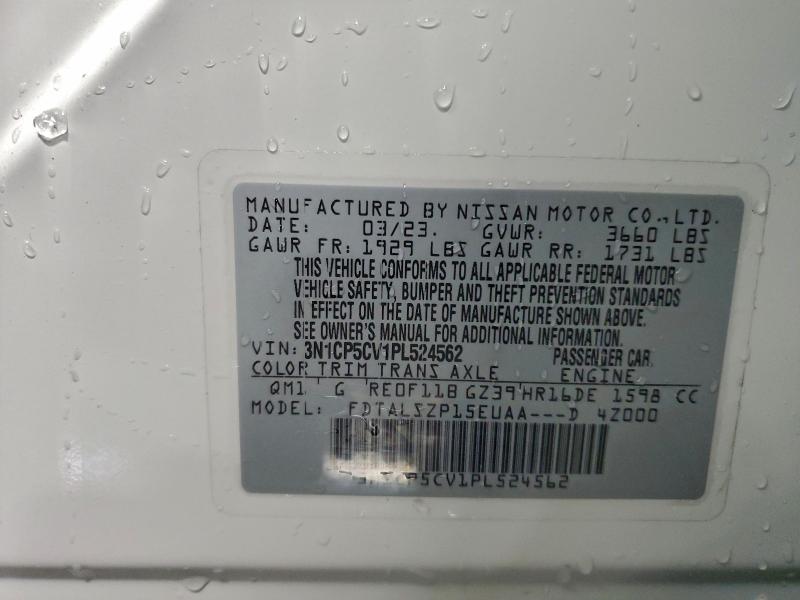 MANUFACTURED BY NISSAN MOTOR CO., LTD.
DATE: 03/23. GVWR: 3660 LBS
GAWR FR: 1929 LBS GAWR RR: 1731 LBS
THIS VEHICLE CONFORMS TO ALL APPLICABLE FEDERAL MOTOR
VEHICLE SAFETY, BUMPER AND THEFT PREVENTION STANDARDS
IN EFFECT ON THE DATE OF MANUFACTURE SHOWN ABOVE.
SEE OWNER'S MANUAL FOR ADDITIONAL INFORMATION.
VIN: 3N1CP5CV1PL524562 PASSENGER CAR
COLOR TRIM TRANS AXLE ENGINE
QM1 G RE0F11B GZ39 HR16DE 1598 CC
MODEL: FDTALSZP15EUAA---D 4Z000
3N1CP5CV1PL524562